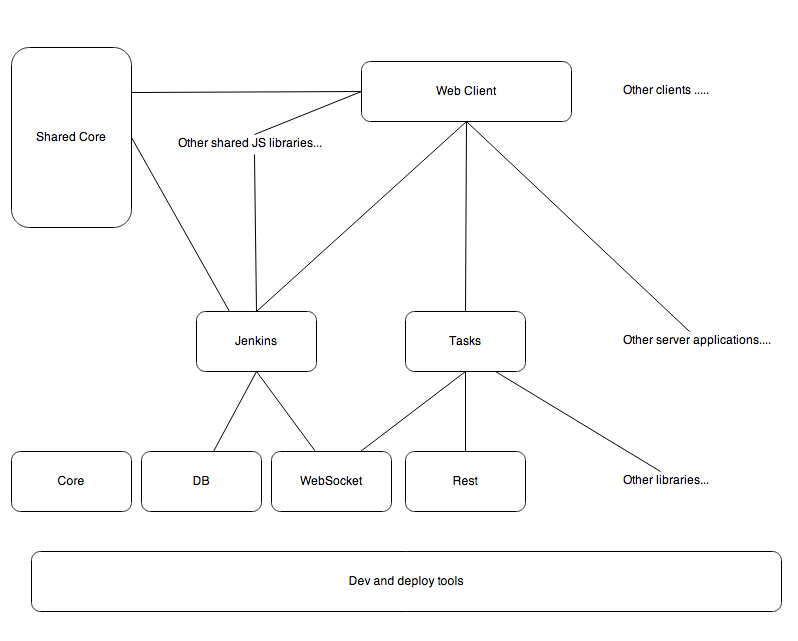 Web Client
Other clients .....
Shared Core
Other shared JS libraries...
Jenkins
Tasks
Other server applications....
Core
DB
WebSocket
Rest
Other libraries...
Dev and deploy tools